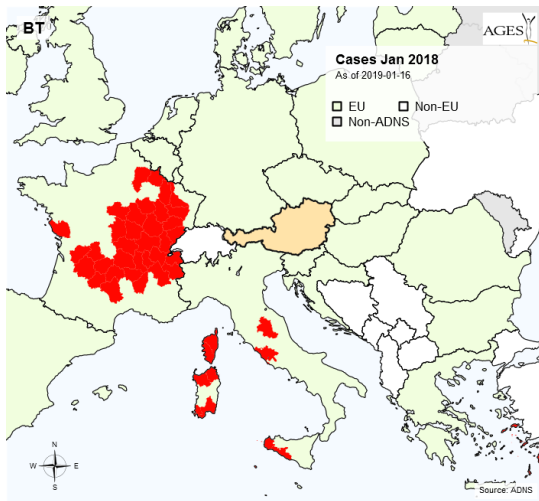 BT
AGES
Cases Jan 2018
As of 2019-01-16
EU Non-EU
Non-ADNS
N
W E
S
Source: ADNS